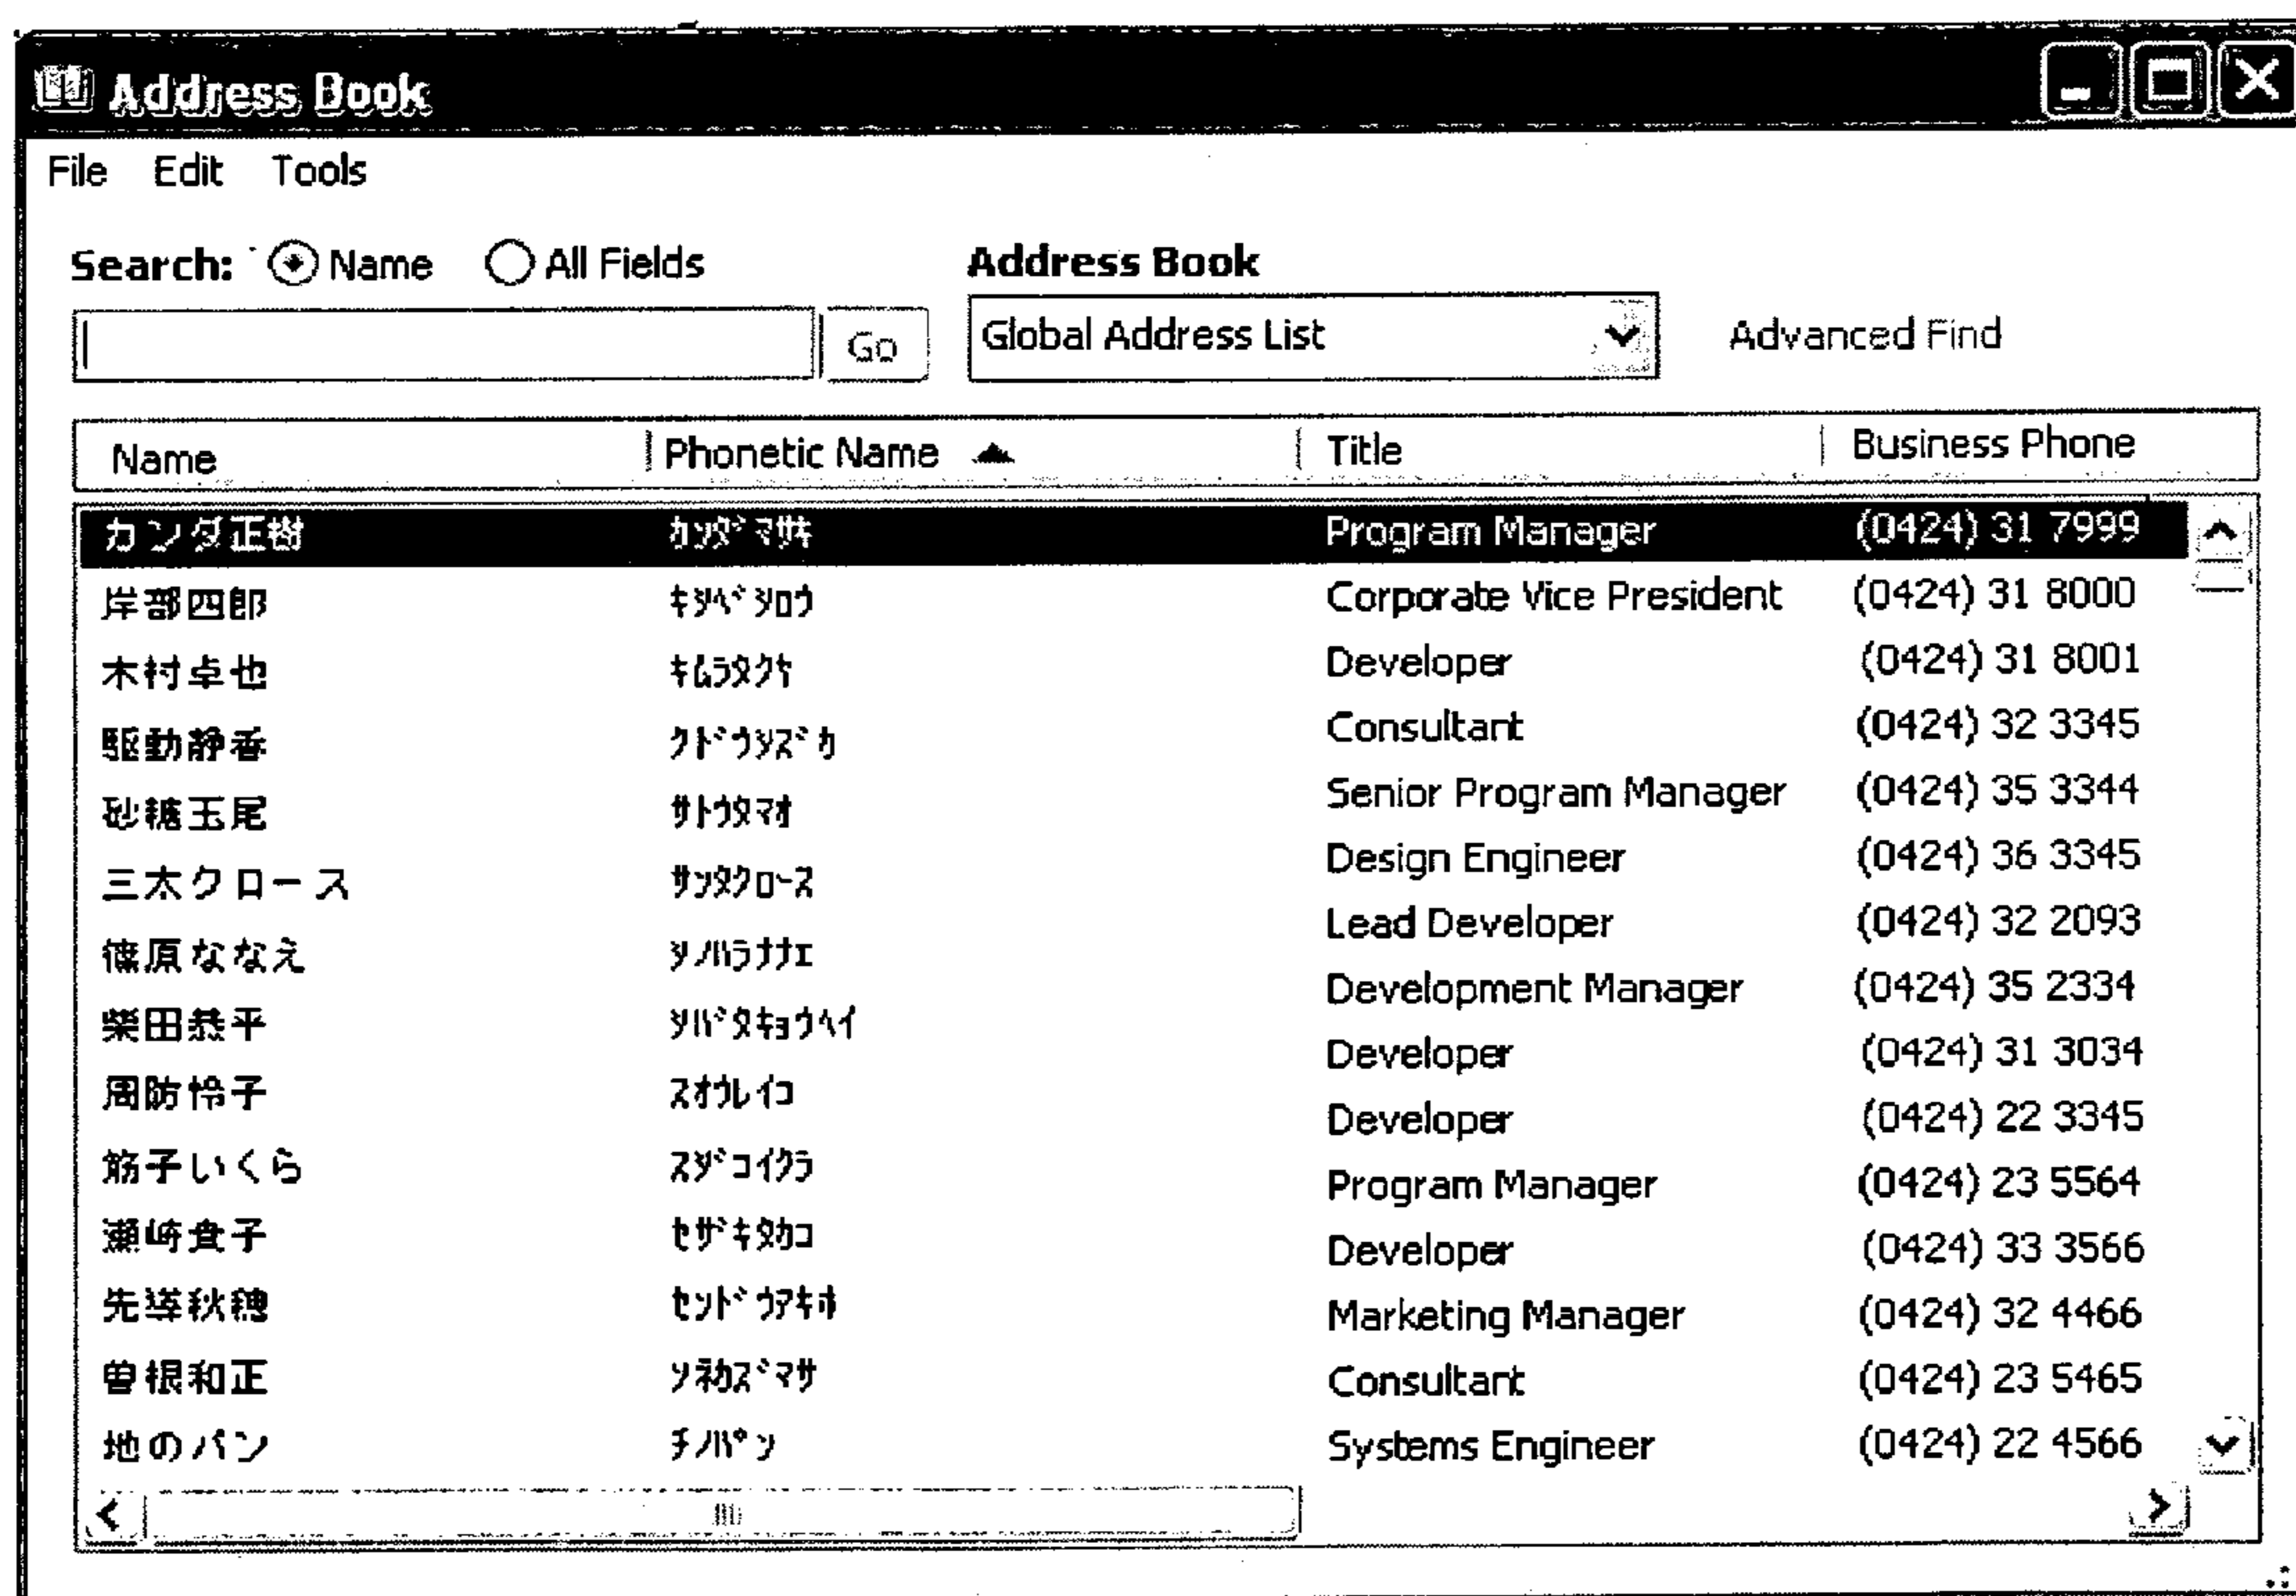 Address Book
File Edit Tools
Search: Name All Fields Address Book
Go Global Address List Advanced Find
Name Phonetic Name Title Business Phone
カンダ正樹 ｶﾝﾀﾞﾏｻｷ Program Manager (0424) 31 7999
岸部四郎 ｷｼﾍﾞｼﾛｳ Corporate Vice President (0424) 31 8000
木村卓也 ｷﾑﾗﾀｸﾔ Developer (0424) 31 8001
駆動静香 ｸﾄﾞｳｼｽﾞｶ Consultant (0424) 32 3345
砂糖玉尾 ｻﾄｳﾀﾏｵ Senior Program Manager (0424) 35 3344
三太クロース ｻﾝﾀｸﾛｰｽ Design Engineer (0424) 36 3345
篠原ななえ ｼﾉﾊﾗﾅﾅｴ Lead Developer (0424) 32 2093
柴田恭平 ｼﾊﾞﾀｷｮｳﾍｲ Development Manager (0424) 35 2334
周防怜子 ｽｵｳﾚｲｺ Developer (0424) 31 3034
筋子いくら ｽｼﾞｺｲｸﾗ Developer (0424) 22 3345
瀬崎貴子 ｾｻﾞｷﾀｶｺ Program Manager (0424) 23 5564
先導秋穂 ｾﾝﾄﾞｳｱｷﾎ Developer (0424) 33 3566
曽根和正 ｿﾈｶｽﾞﾏｻ Marketing Manager (0424) 32 4466
地のパン ﾁﾉﾊﾟﾝ Consultant (0424) 23 5465
Systems Engineer (0424) 22 4566